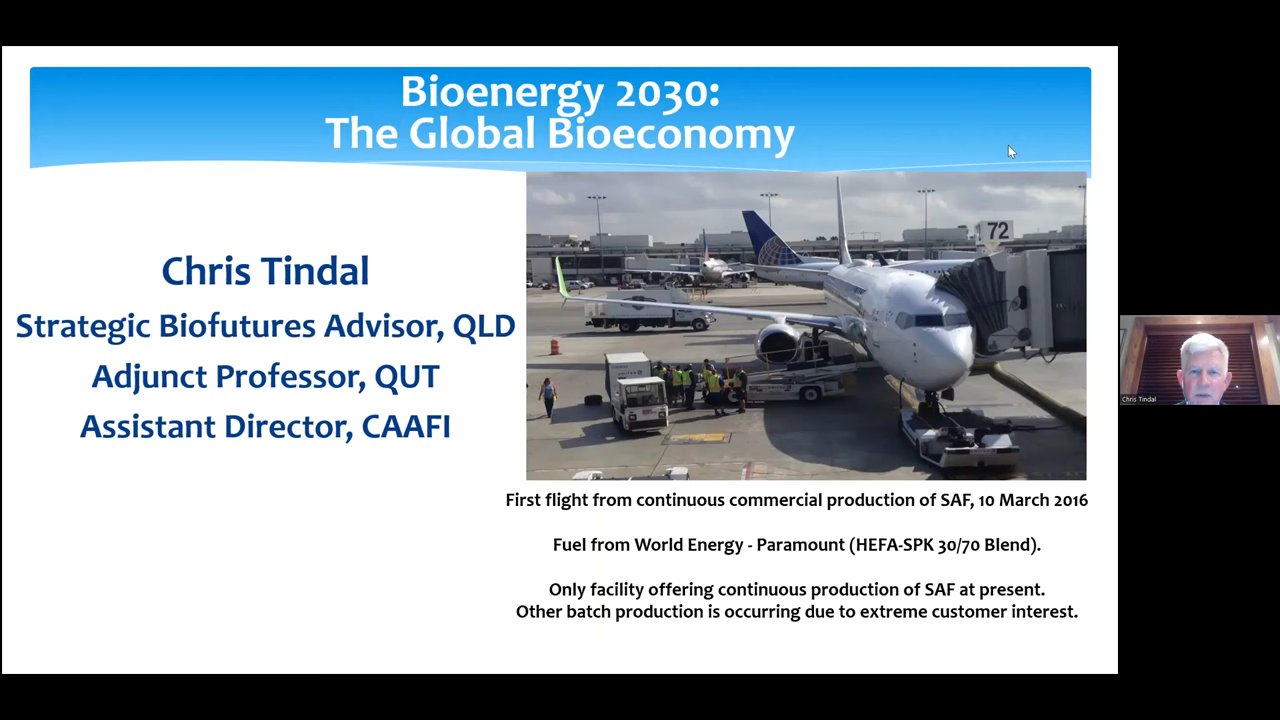 Bioenergy 2030:
The Global Bioeconomy
Chris Tindal
Strategic Biofutures Advisor, QLD
Adjunct Professor, QUT
Assistant Director, CAAFI
72
First flight from continuous commercial production of SAF, 10 March 2016
Fuel from World Energy - Paramount (HEFA-SPK 30/70 Blend).
Only facility offering continuous production of SAF at present.
Other batch production is occurring due to extreme customer interest.
Chris Tindal